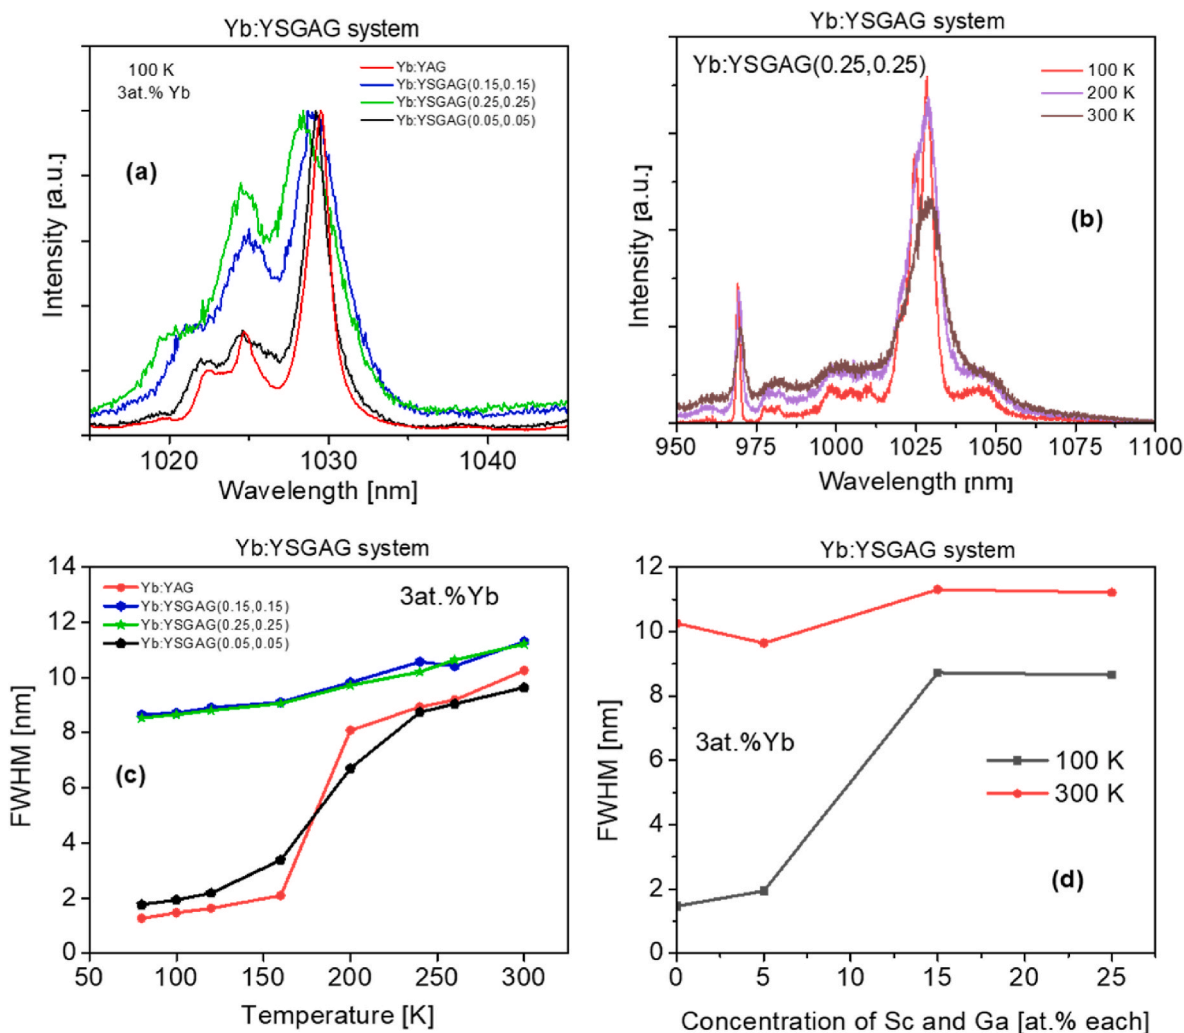 Yb:YSGAG system
100 K
3at.% Yb
Yb:YAG
Yb:YSGAG(0.15,0.15)
Yb:YSGAG(0.25,0.25)
Yb:YSGAG(0.05,0.05)
(a)
Intensity [a.u.]
1020 1030 1040
Wavelength [nm]
Yb:YSGAG system
Yb:YSGAG(0.25,0.25)
100 K
200 K
300 K
(b)
Intensity [a.u.]
950 975 1000 1025 1050 1075 1100
Wavelength [nm]
Yb:YSGAG system
Yb:YAG
Yb:YSGAG(0.15,0.15)
Yb:YSGAG(0.25,0.25)
Yb:YSGAG(0.05,0.05)
3at.%Yb
(c)
FWHM [nm]
14
12
10
8
6
4
2
0
50 100 150 200 250 300
Temperature [K]
Yb:YSGAG system
3at.%Yb
100 K
300 K
(d)
FWHM [nm]
12
10
8
6
4
2
0
0 5 10 15 20 25
Concentration of Sc and Ga [at.% each]